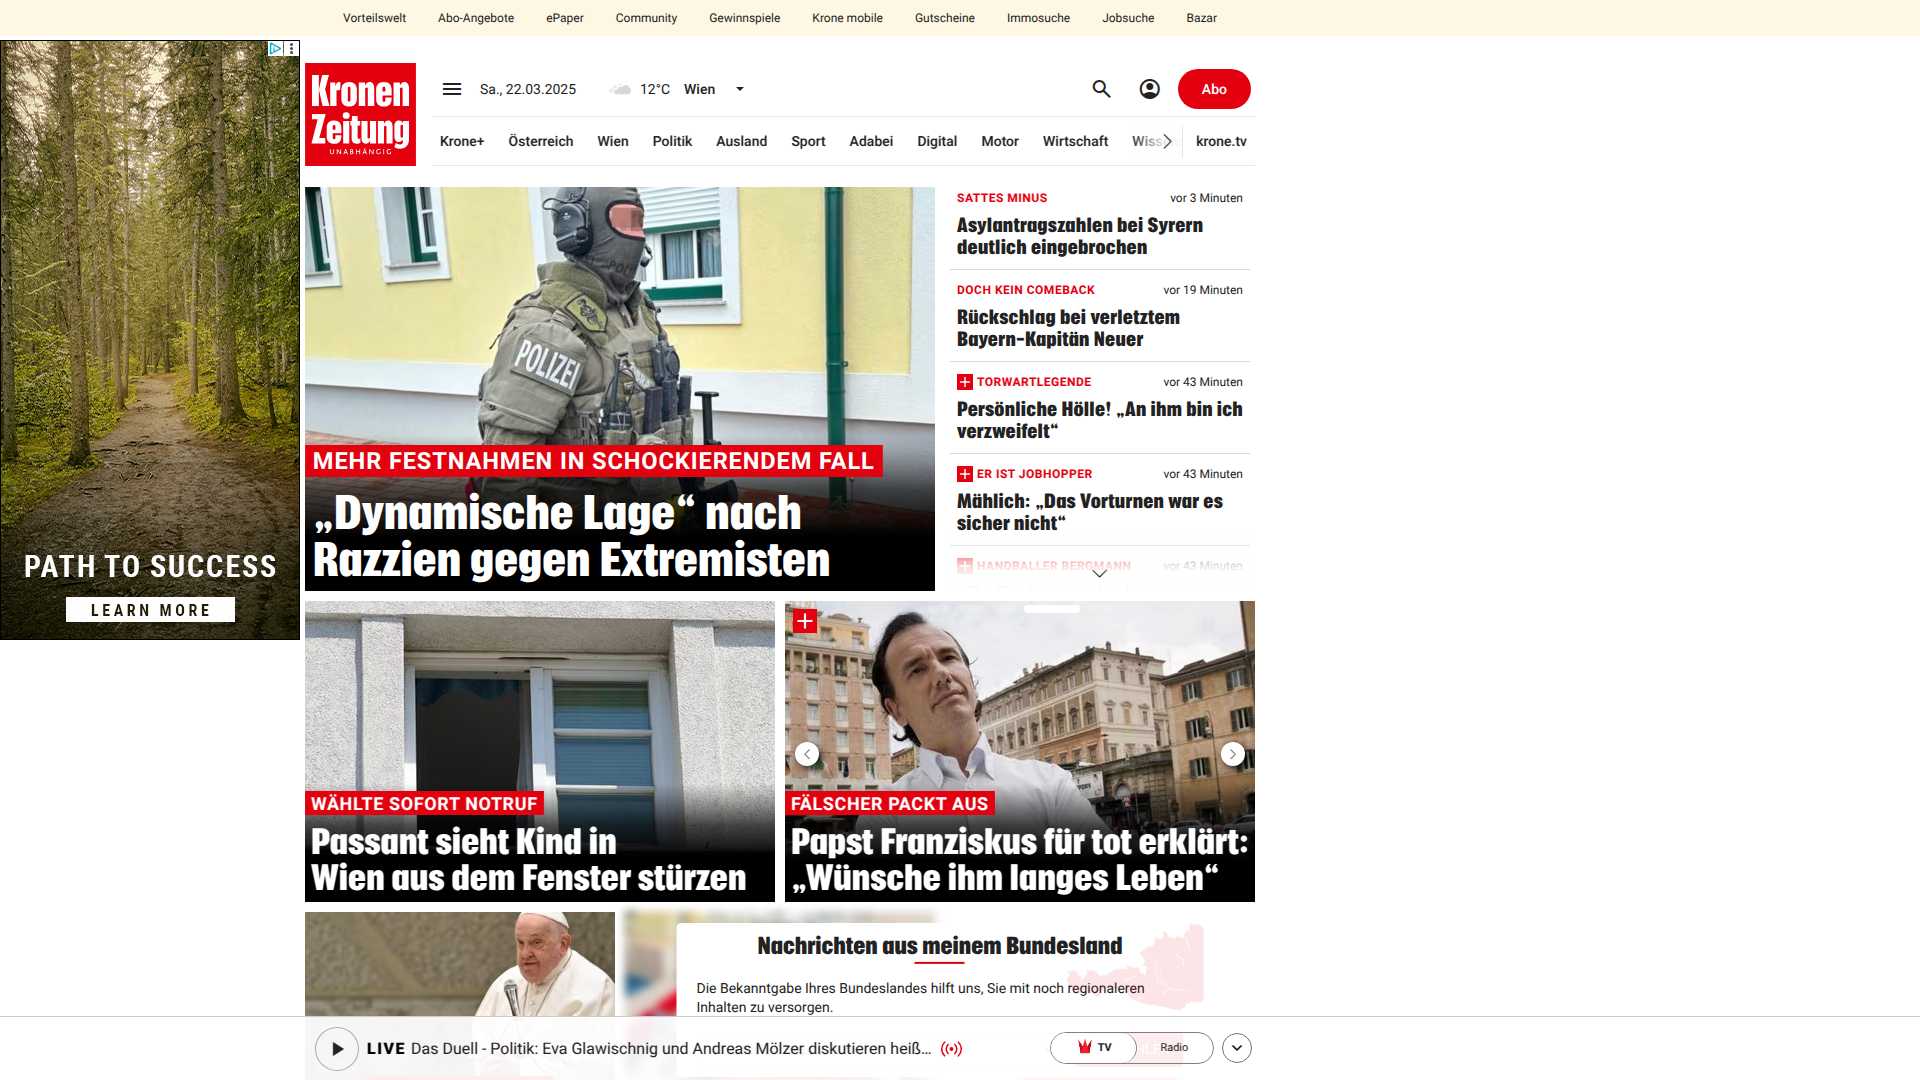 Vorteilswelt Abo-Angebote ePaper Community Gewinnspiele Krone mobile Gutscheine Immosuche Jobsuche Bazar
Kronen
Zeitung
UNABHÄNGIG
Sa., 22.03.2025 12°C Wien
Abo
Krone+ Österreich Wien Politik Ausland Sport Adabei Digital Motor Wirtschaft Wiss krone.tv
PATH TO SUCCESS
LEARN MORE
POLIZEI
MEHR FESTNAHMEN IN SCHOCKIERENDEM FALL
„Dynamische Lage“ nach
Razzien gegen Extremisten
SATTES MINUS vor 3 Minuten
Asylantragszahlen bei Syrern
deutlich eingebrochen
DOCH KEIN COMEBACK vor 19 Minuten
Rückschlag bei verletztem
Bayern-Kapitän Neuer
TORWARTLEGENDE vor 43 Minuten
Persönliche Hölle! „An ihm bin ich
verzweifelt“
ER IST JOBHOPPER vor 43 Minuten
Mählich: „Das Vorturnen war es
sicher nicht“
HANDBALLER BERGMANN vor 43 Minuten
WÄHLTE SOFORT NOTRUF
Passant sieht Kind in
Wien aus dem Fenster stürzen
FÄLSCHER PACKT AUS
Papst Franziskus für tot erklärt:
„Wünsche ihm langes Leben“
Nachrichten aus meinem Bundesland
Die Bekanntgabe Ihres Bundeslandes hilft uns, Sie mit noch regionaleren
Inhalten zu versorgen.
LIVE Das Duell - Politik: Eva Glawischnig und Andreas Mölzer diskutieren heiß...
TV Radio